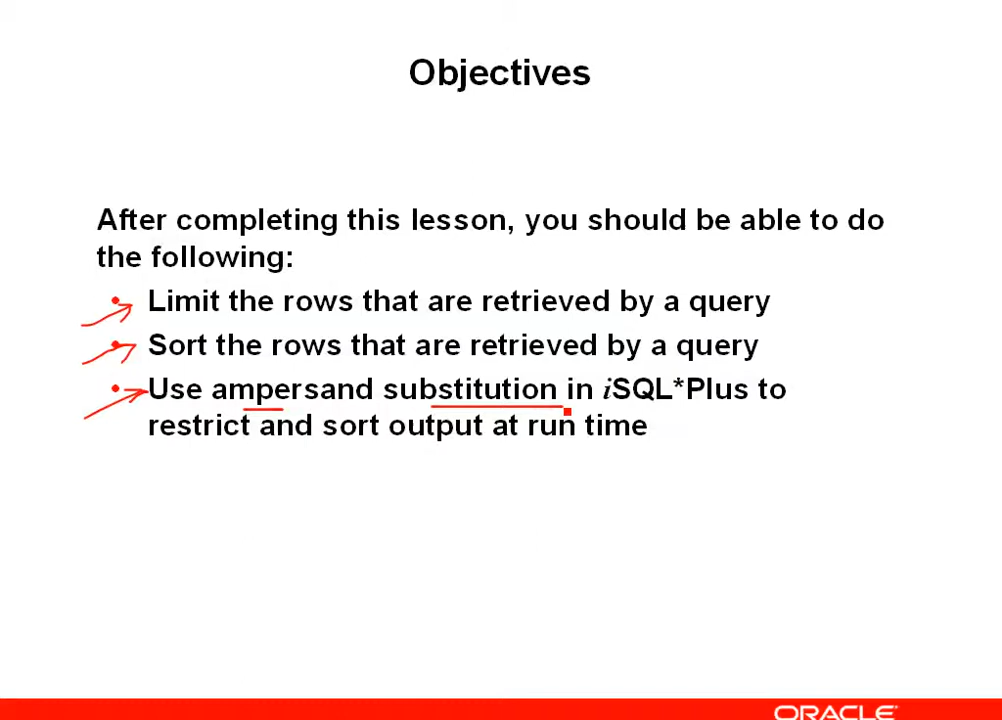 Objectives
After completing this lesson, you should be able to do
the following:
• Limit the rows that are retrieved by a query
• Sort the rows that are retrieved by a query
• Use ampersand substitution in iSQL*Plus to
restrict and sort output at run time
ORACLE